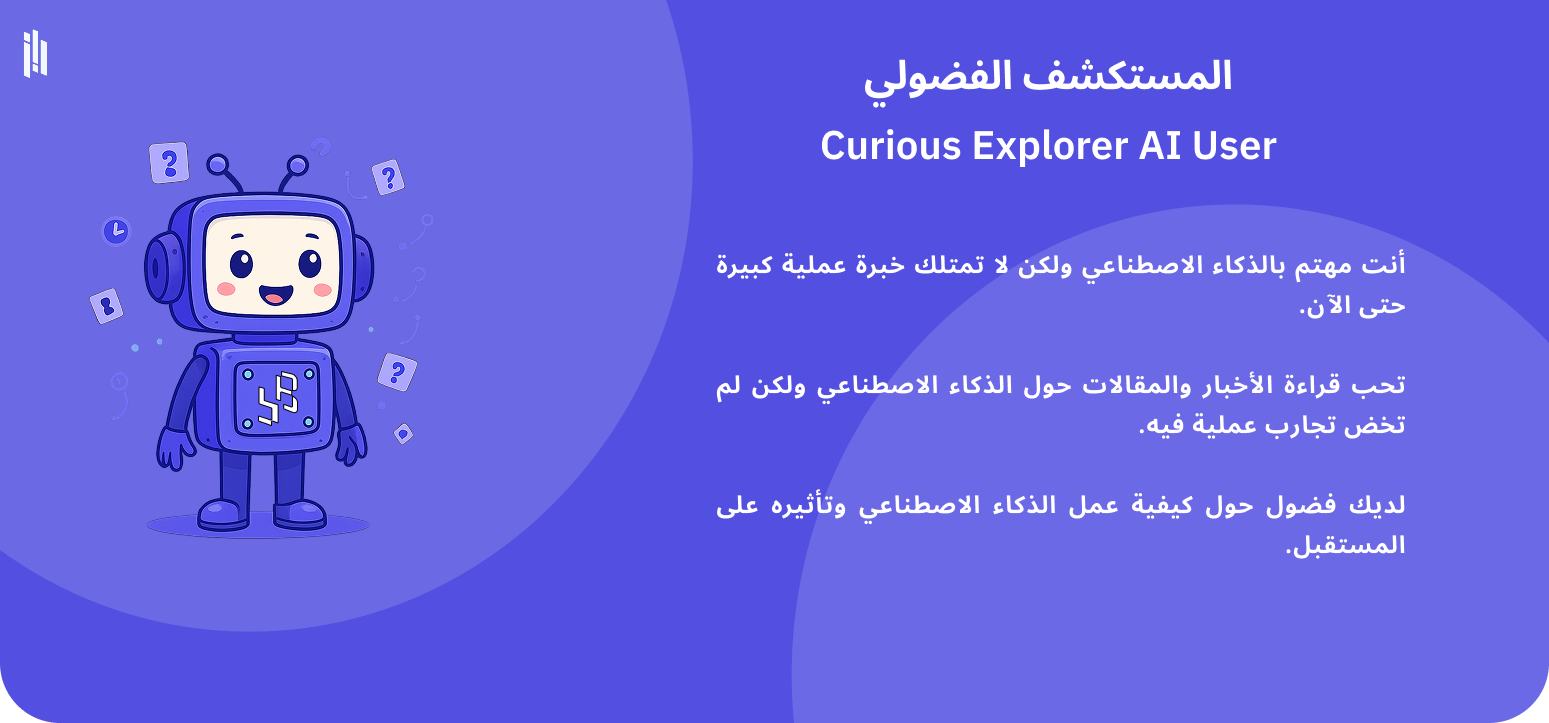 المستكشف الفضولي
Curious Explorer AI User
أنت مهتم بالذكاء الاصطناعي ولكن لا تمتلك خبرة عملية كبيرة
حتى الآن.
تحب قراءة الأخبار والمقالات حول الذكاء الاصطناعي ولكن لم
تخض تجارب عملية فيه.
لديك فضول حول كيفية عمل الذكاء الاصطناعي وتأثيره على
المستقبل.